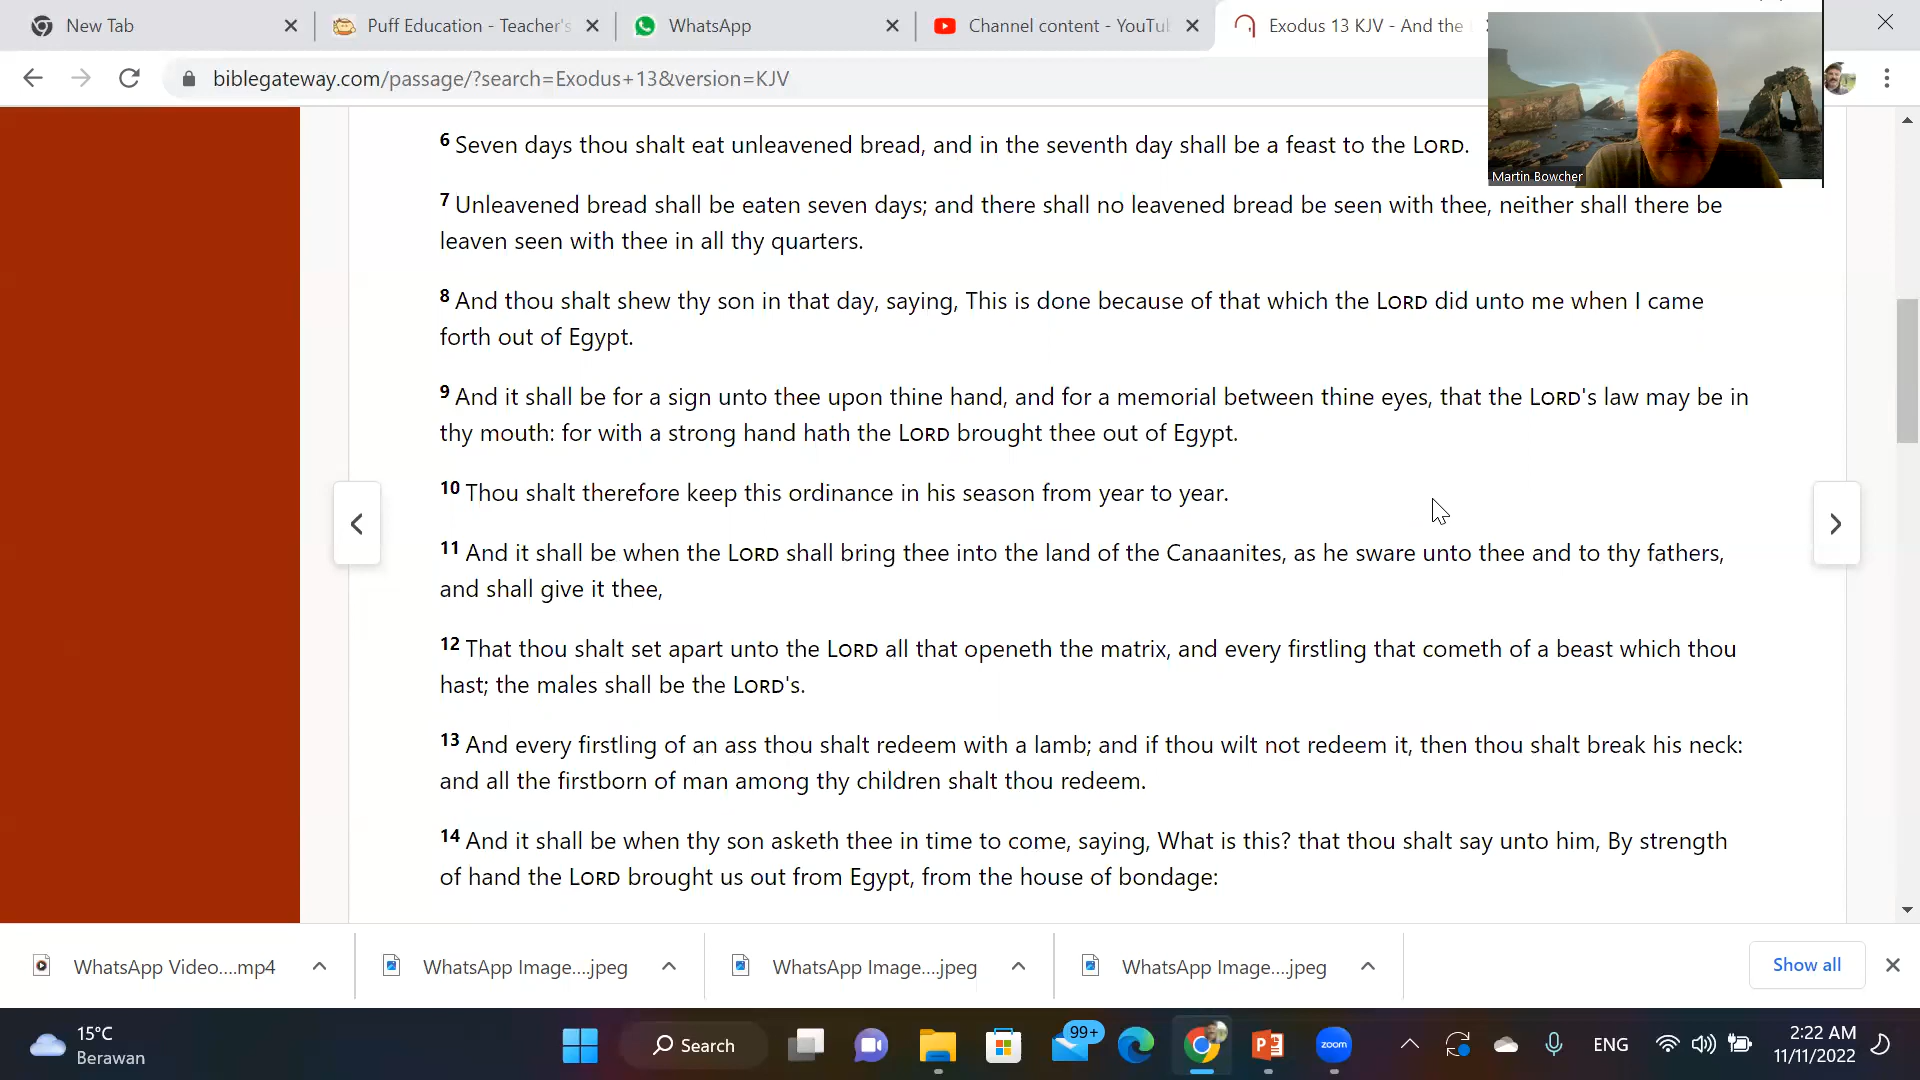 New Tab
Puff Education - Teacher's
WhatsApp
Channel content - YouTu
Exodus 13 KJV - And the
biblegateway.com/passage/?search=Exodus+13&version=KJV
Martin Bowcher
6 Seven days thou shalt eat unleavened bread, and in the seventh day shall be a feast to the LORD.
7 Unleavened bread shall be eaten seven days; and there shall no leavened bread be seen with thee, neither shall there be
leaven seen with thee in all thy quarters.
8 And thou shalt shew thy son in that day, saying, This is done because of that which the LORD did unto me when I came
forth out of Egypt.
9 And it shall be for a sign unto thee upon thine hand, and for a memorial between thine eyes, that the LORD's law may be in
thy mouth: for with a strong hand hath the LORD brought thee out of Egypt.
10 Thou shalt therefore keep this ordinance in his season from year to year.
11 And it shall be when the LORD shall bring thee into the land of the Canaanites, as he sware unto thee and to thy fathers,
and shall give it thee,
12 That thou shalt set apart unto the LORD all that openeth the matrix, and every firstling that cometh of a beast which thou
hast; the males shall be the LORD's.
13 And every firstling of an ass thou shalt redeem with a lamb; and if thou wilt not redeem it, then thou shalt break his neck:
and all the firstborn of man among thy children shalt thou redeem.
14 And it shall be when thy son asketh thee in time to come, saying, What is this? that thou shalt say unto him, By strength
of hand the LORD brought us out from Egypt, from the house of bondage:
WhatsApp Video....mp4
WhatsApp Image....jpeg
WhatsApp Image....jpeg
WhatsApp Image....jpeg
Show all
15°C
Berawan
Search
99+
zoom
ENG
2:22 AM
11/11/2022